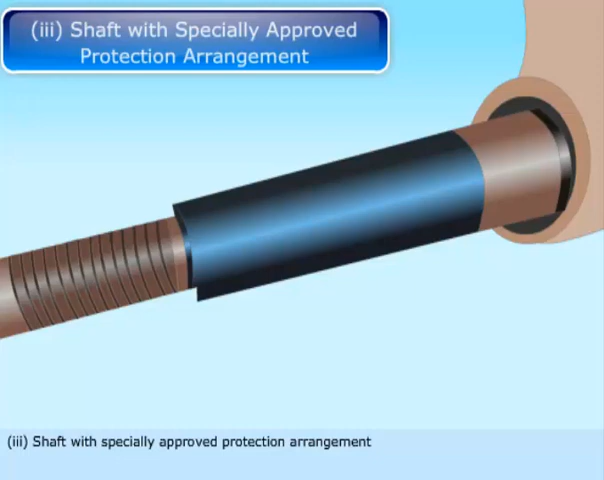 (iii) Shaft with Specially Approved
Protection Arrangement
(iii) Shaft with specially approved protection arrangement